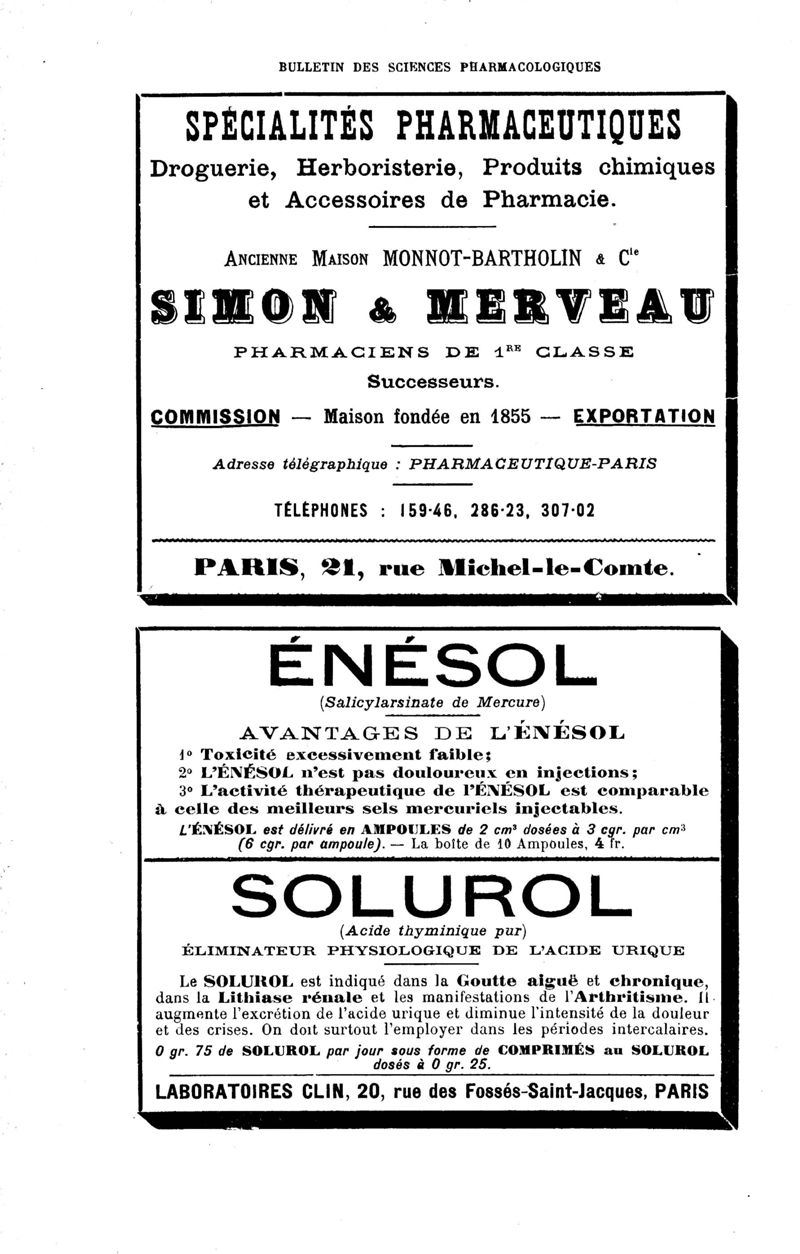 BULLETIN DES SCIENCES PHARMACOLOGIQUES
SPÉCIALITÉS PHARMACEUTIQUES
Droguerie, Herboristerie, Produits chimiques
et Accessoires de Pharmacie.
ANCIENNE MAISON MONNOT-BARTHOLIN & Cie
SIMON & MERVEAU
PHARMACIENS DE 1RE CLASSE
Successeurs.
COMMISSION — Maison fondée en 1855 — EXPORTATION
Adresse télégraphique : PHARMACEUTIQUE-PARIS
TÉLÉPHONES : 159-46, 286-23, 307-02
PARIS, 21, rue Michel-le-Comte.
ÉNÉSOL
(Salicylarsinate de Mercure)
AVANTAGES DE L'ÉNÉSOL
1º Toxicité excessivement faible;
2º L'ÉNÉSOL n'est pas douloureux en injections;
3º L'activité thérapeutique de l'ÉNÉSOL est comparable
à celle des meilleurs sels mercuriels injectables.
L'ÉNÉSOL est délivré en AMPOULES de 2 cm³ dosées à 3 cgr. par cm³
(6 cgr. par ampoule). — La boîte de 10 Ampoules, 4 fr.
SOLUROL
(Acide thyminique pur)
ÉLIMINATEUR PHYSIOLOGIQUE DE L'ACIDE URIQUE
Le SOLUROL est indiqué dans la Goutte aiguë et chronique,
dans la Lithiase rénale et les manifestations de l'Arthritisme. Il
augmente l'excrétion de l'acide urique et diminue l'intensité de la douleur
et des crises. On doit surtout l'employer dans les périodes intercalaires.
0 gr. 75 de SOLUROL par jour sous forme de COMPRIMÉS au SOLUROL
dosés à 0 gr. 25.
LABORATOIRES CLIN, 20, rue des Fossés-Saint-Jacques, PARIS